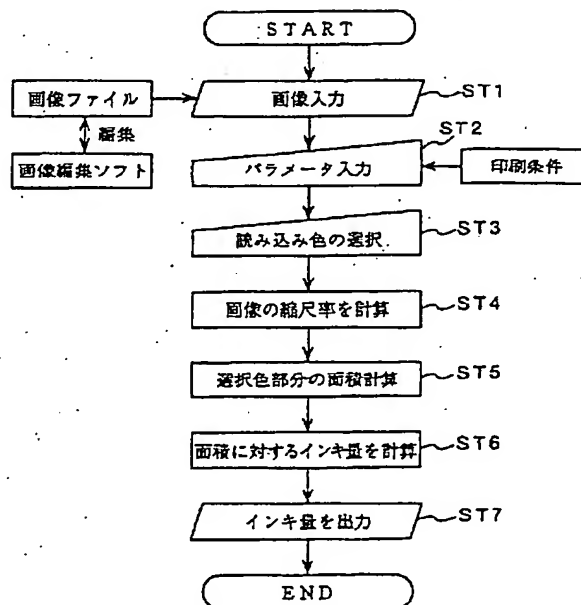 START
画像ファイル
画像入力
ST1
編集
ST2
画像編集ソフト
パラメータ入力
印刷条件
読み込み色の選択
ST3
画像の縮尺率を計算
ST4
選択色部分の面積計算
ST5
面積に対するインキ量を計算
ST6
インキ量を出力
ST7
END